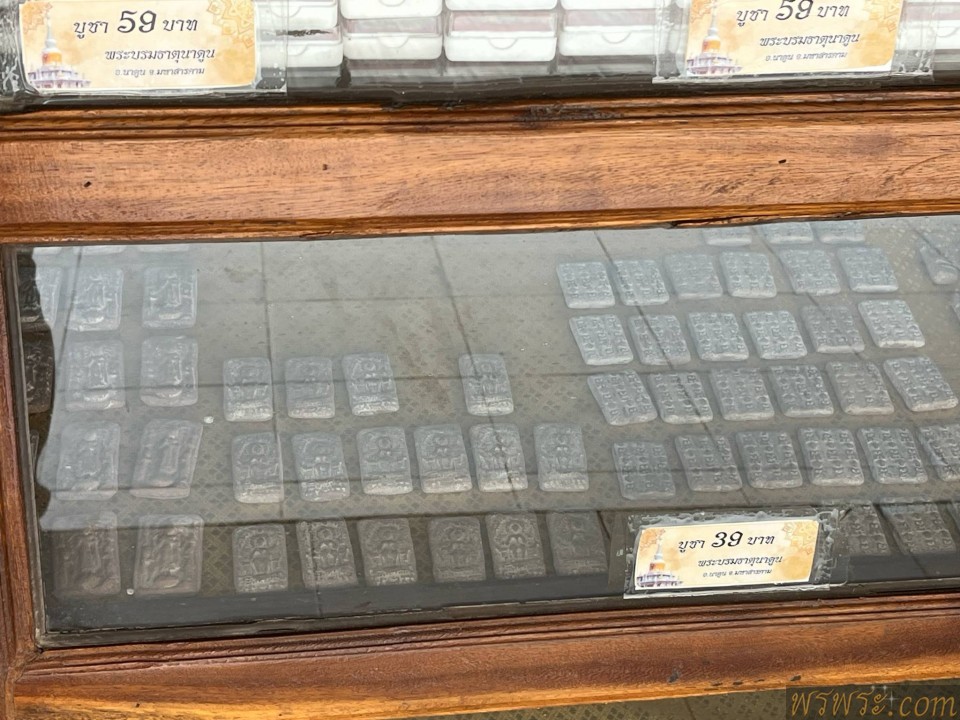 บูชา 59 บาท
พระบรมธาตุนาดูน
อ.นาดูน จ.มหาสารคาม
บูชา 59 บาท
พระบรมธาตุนาดูน
อ.นาดูน จ.มหาสารคาม
บูชา 39 บาท
พระบรมธาตุนาดูน
อ.นาดูน จ.มหาสารคาม
พรพระ.com